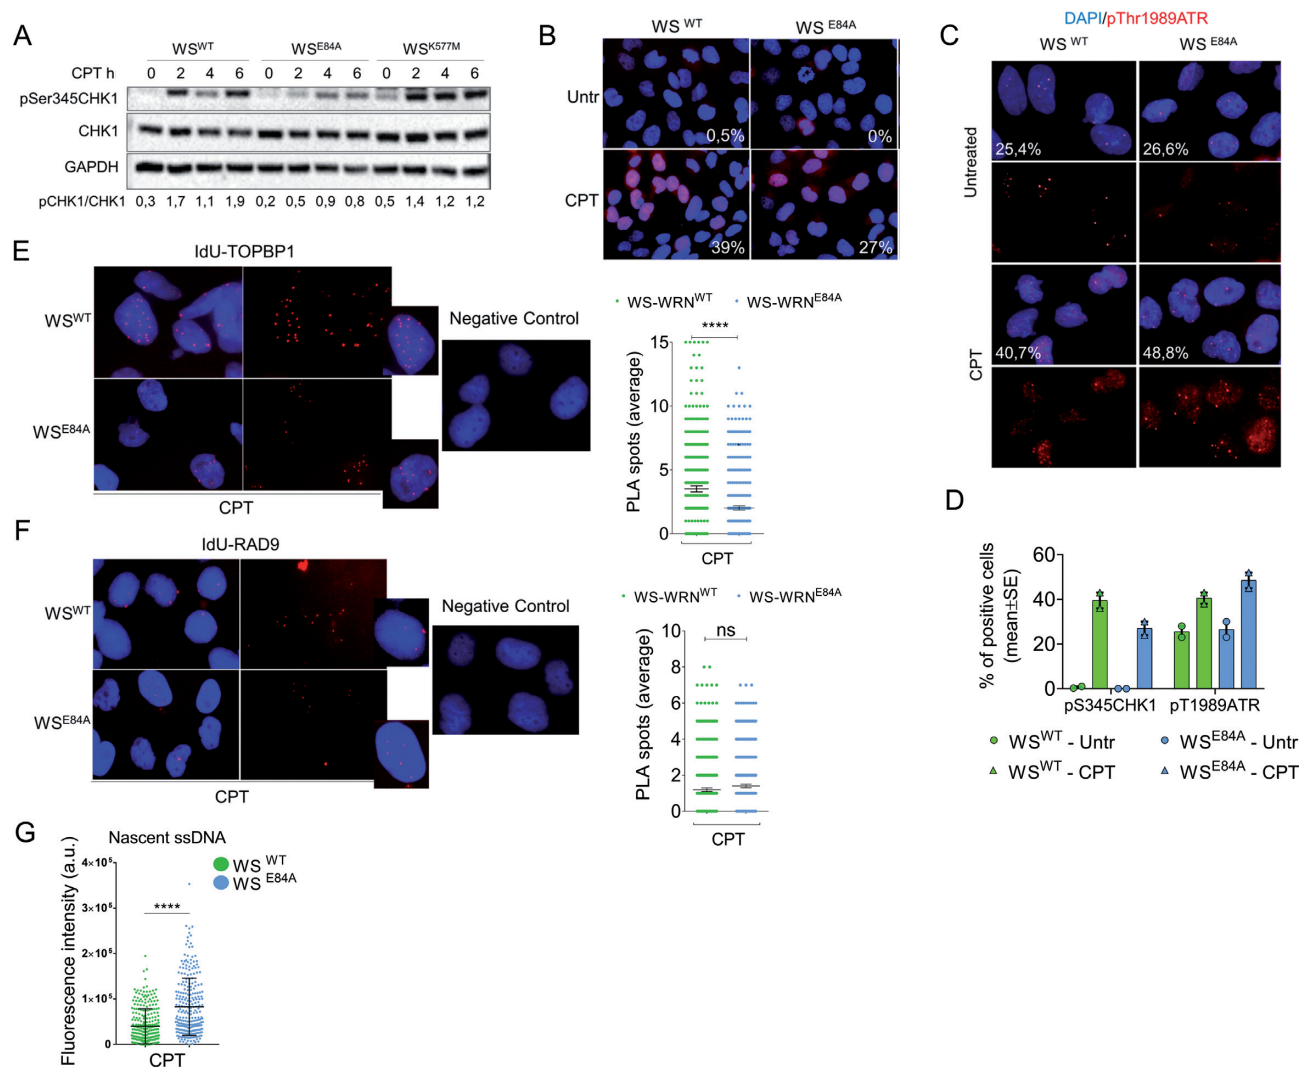 A
WS^WT WS^E84A WS^K577M
CPT h 0 2 4 6 0 2 4 6 0 2 4 6
pSer345CHK1
CHK1
GAPDH
pCHK1/CHK1 0,3 1,7 1,1 1,9 0,2 0,5 0,9 0,8 0,5 1,4 1,2 1,2
B
WS^WT WS^E84A
Untr
0,5% 0%
CPT
39% 27%
C
DAPI/pThr1989ATR
WS^WT WS^E84A
Untreated
25,4% 26,6%
CPT
40,7% 48,8%
D
% of positive cells
(mean±SE)
60
40
20
0
pS345CHK1 pT1989ATR
WS^WT - Untr WS^E84A - Untr
WS^WT - CPT WS^E84A - CPT
E
IdU-TOPBP1
WS^WT
WS^E84A
CPT
Negative Control
WS-WRN^WT WS-WRN^E84A
****
PLA spots (average)
15
10
5
0
CPT
F
IdU-RAD9
WS^WT
WS^E84A
CPT
Negative Control
WS-WRN^WT WS-WRN^E84A
ns
PLA spots (average)
10
8
6
4
2
0
CPT
G
Nascent ssDNA
WS^WT
WS^E84A
****
Fluorescence intensity (a.u.)
4×10⁵
3×10⁵
2×10⁵
1×10⁵
0
CPT